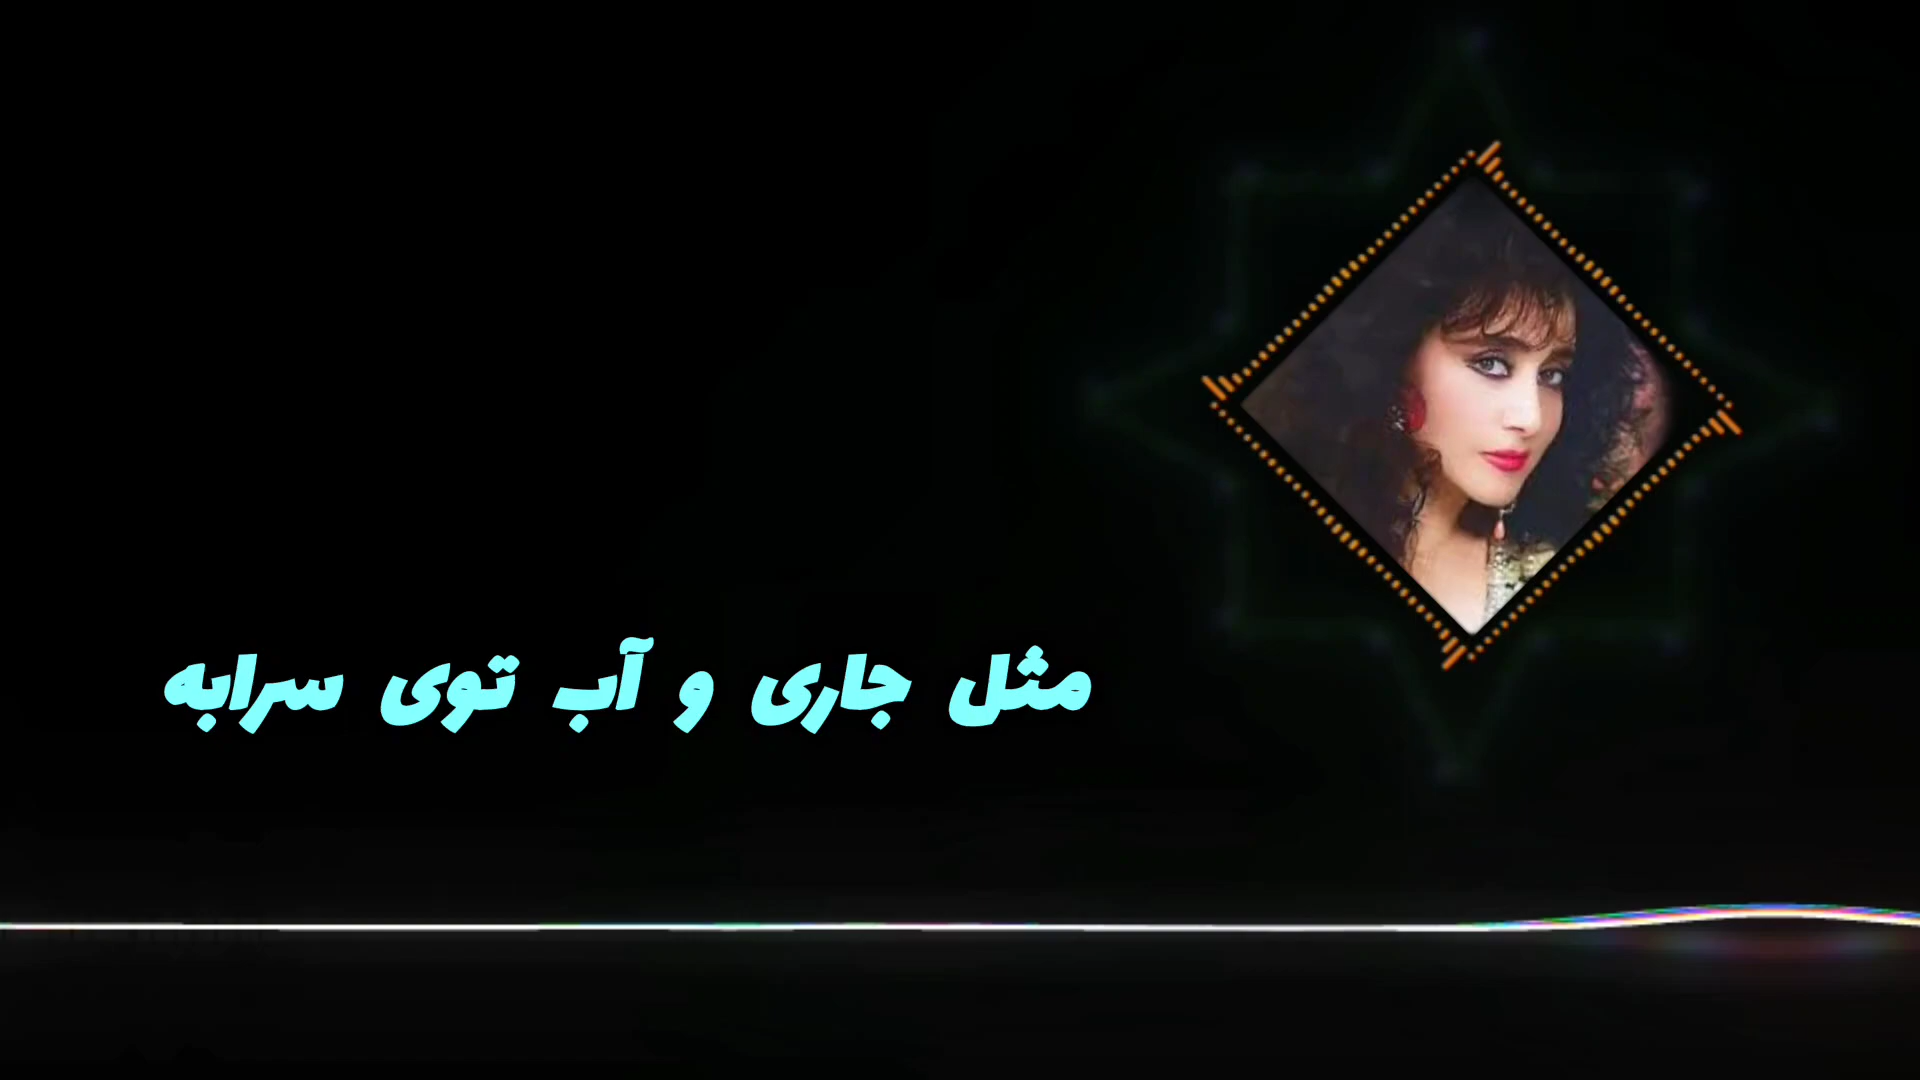 مثل جاری و آب توی سرابه